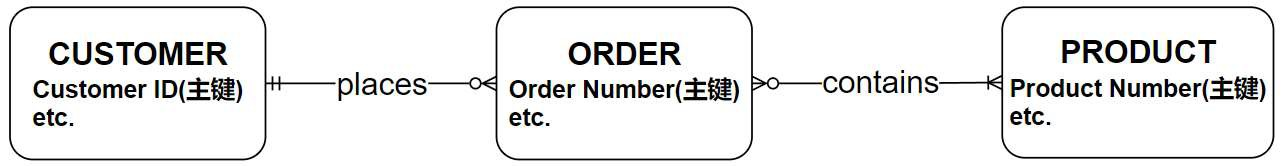 CUSTOMER
Customer ID(主键)
etc.
places
ORDER
Order Number(主键)
etc.
contains
PRODUCT
Product Number(主键)
etc.